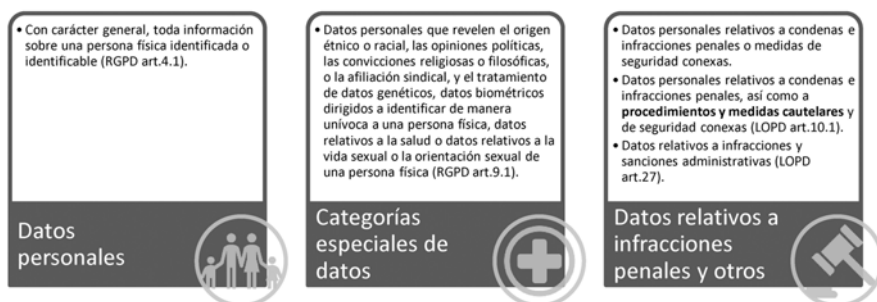 • Con carácter general, toda información
sobre una persona física identificada o
identificable (RGPD art.4.1).
Datos
personales
• Datos personales que revelen el origen
étnico o racial, las opiniones políticas,
las convicciones religiosas o filosóficas,
o la afiliación sindical, y el tratamiento
de datos genéticos, datos biométricos
dirigidos a identificar de manera
unívoca a una persona física, datos
relativos a la salud o datos relativos a la
vida sexual o la orientación sexual de
una persona física (RGPD art.9.1).
Categorías
especiales de
datos
• Datos personales relativos a condenas e
infracciones penales o medidas de
seguridad conexas.
• Datos personales relativos a condenas e
infracciones penales, así como a
procedimientos y medidas cautelares y
de seguridad conexas (LOPD art.10.1).
• Datos relativos a infracciones y
sanciones administrativas (LOPD
art.27).
Datos relativos a
infracciones
penales y otros